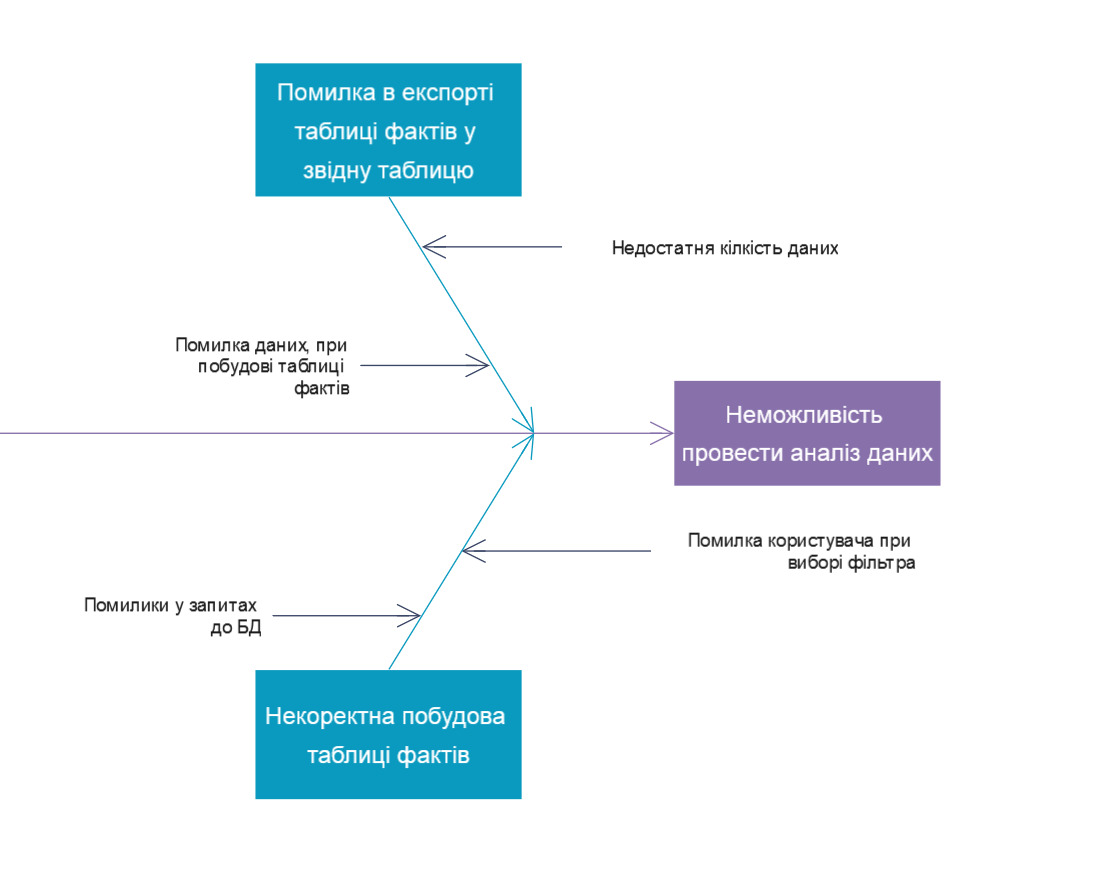 Помилка в експорті
таблиці фактів у
звідну таблицю
Недостатня кілкість даних
Помилка даних, при
побудові таблиці
фактів
Неможливість
провести аналіз даних
Помилка користувача при
виборі фільтра
Помилики у запитах
до БД
Некоректна побудова
таблиці фактів